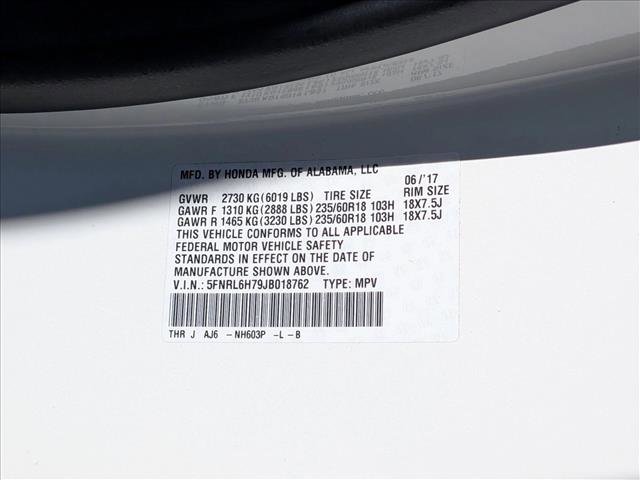 MFD. BY HONDA MFG. OF ALABAMA, LLC 06/'17
GVWR 2730 KG (6019 LBS) TIRE SIZE RIM SIZE
GAWR F 1310 KG (2888 LBS) 235/60R18 103H 18X7.5J
GAWR R 1465 KG (3230 LBS) 235/60R18 103H 18X7.5J
THIS VEHICLE CONFORMS TO ALL APPLICABLE
FEDERAL MOTOR VEHICLE SAFETY
STANDARDS IN EFFECT ON THE DATE OF
MANUFACTURE SHOWN ABOVE.
V.I.N.: 5FNRL6H79JB018762 TYPE: MPV
THR J AJ6 -NH603P -L-B